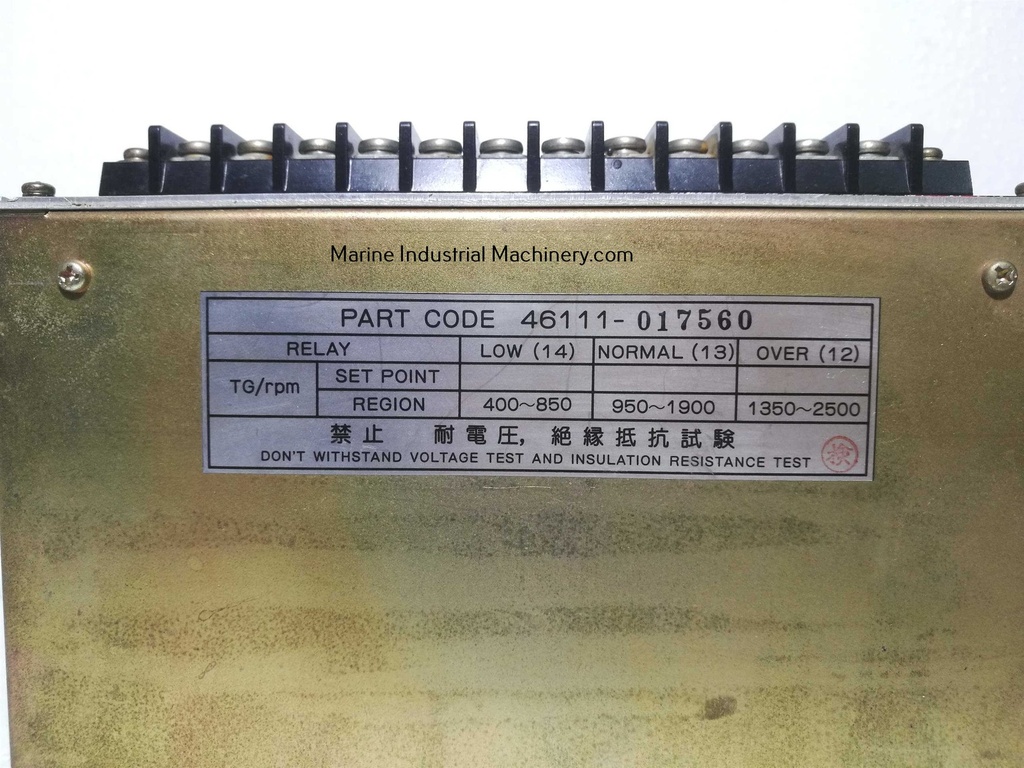 Marine Industrial Machinery.com
PART CODE 46111-017560
RELAY LOW (14) NORMAL (13) OVER (12)
TG/rpm SET POINT
REGION 400~850 950~1900 1350~2500
禁止 耐電圧, 絶縁抵抗試験
DON'T WITHSTAND VOLTAGE TEST AND INSULATION RESISTANCE TEST
検